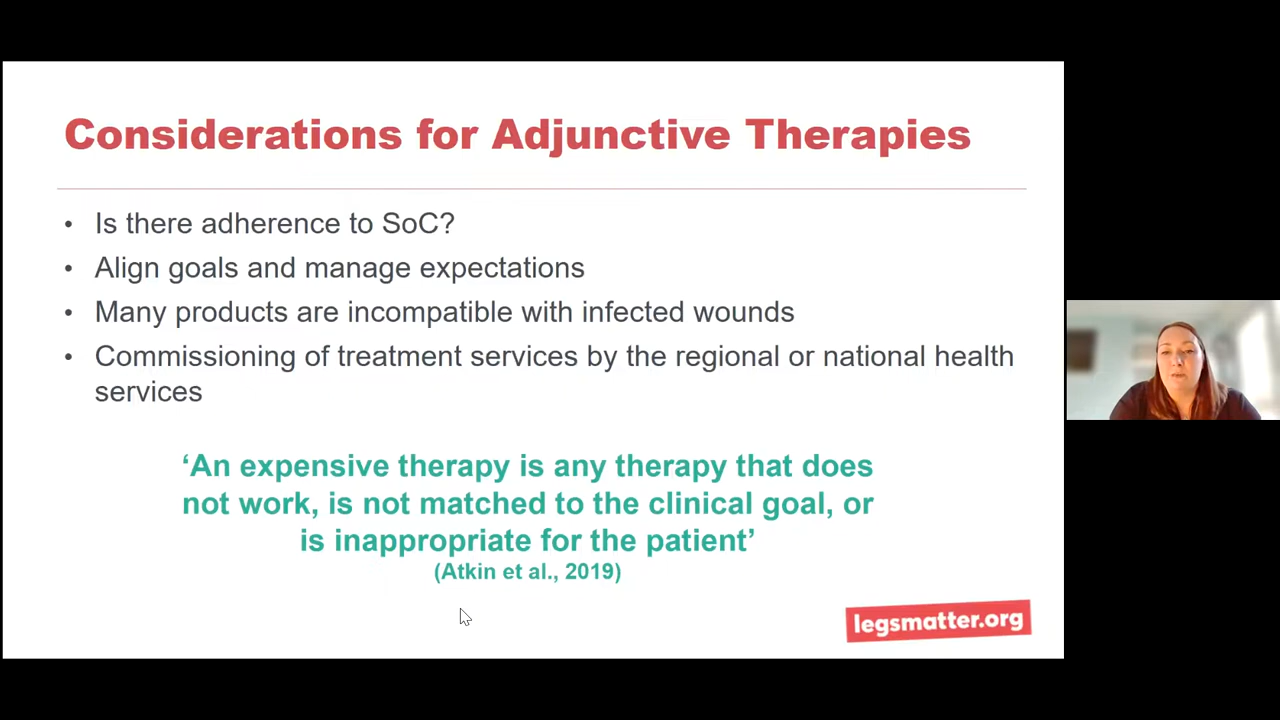 Considerations for Adjunctive Therapies
• Is there adherence to SoC?
• Align goals and manage expectations
• Many products are incompatible with infected wounds
• Commissioning of treatment services by the regional or national health
services
‘An expensive therapy is any therapy that does
not work, is not matched to the clinical goal, or
is inappropriate for the patient’
(Atkin et al., 2019)
legsmatter.org